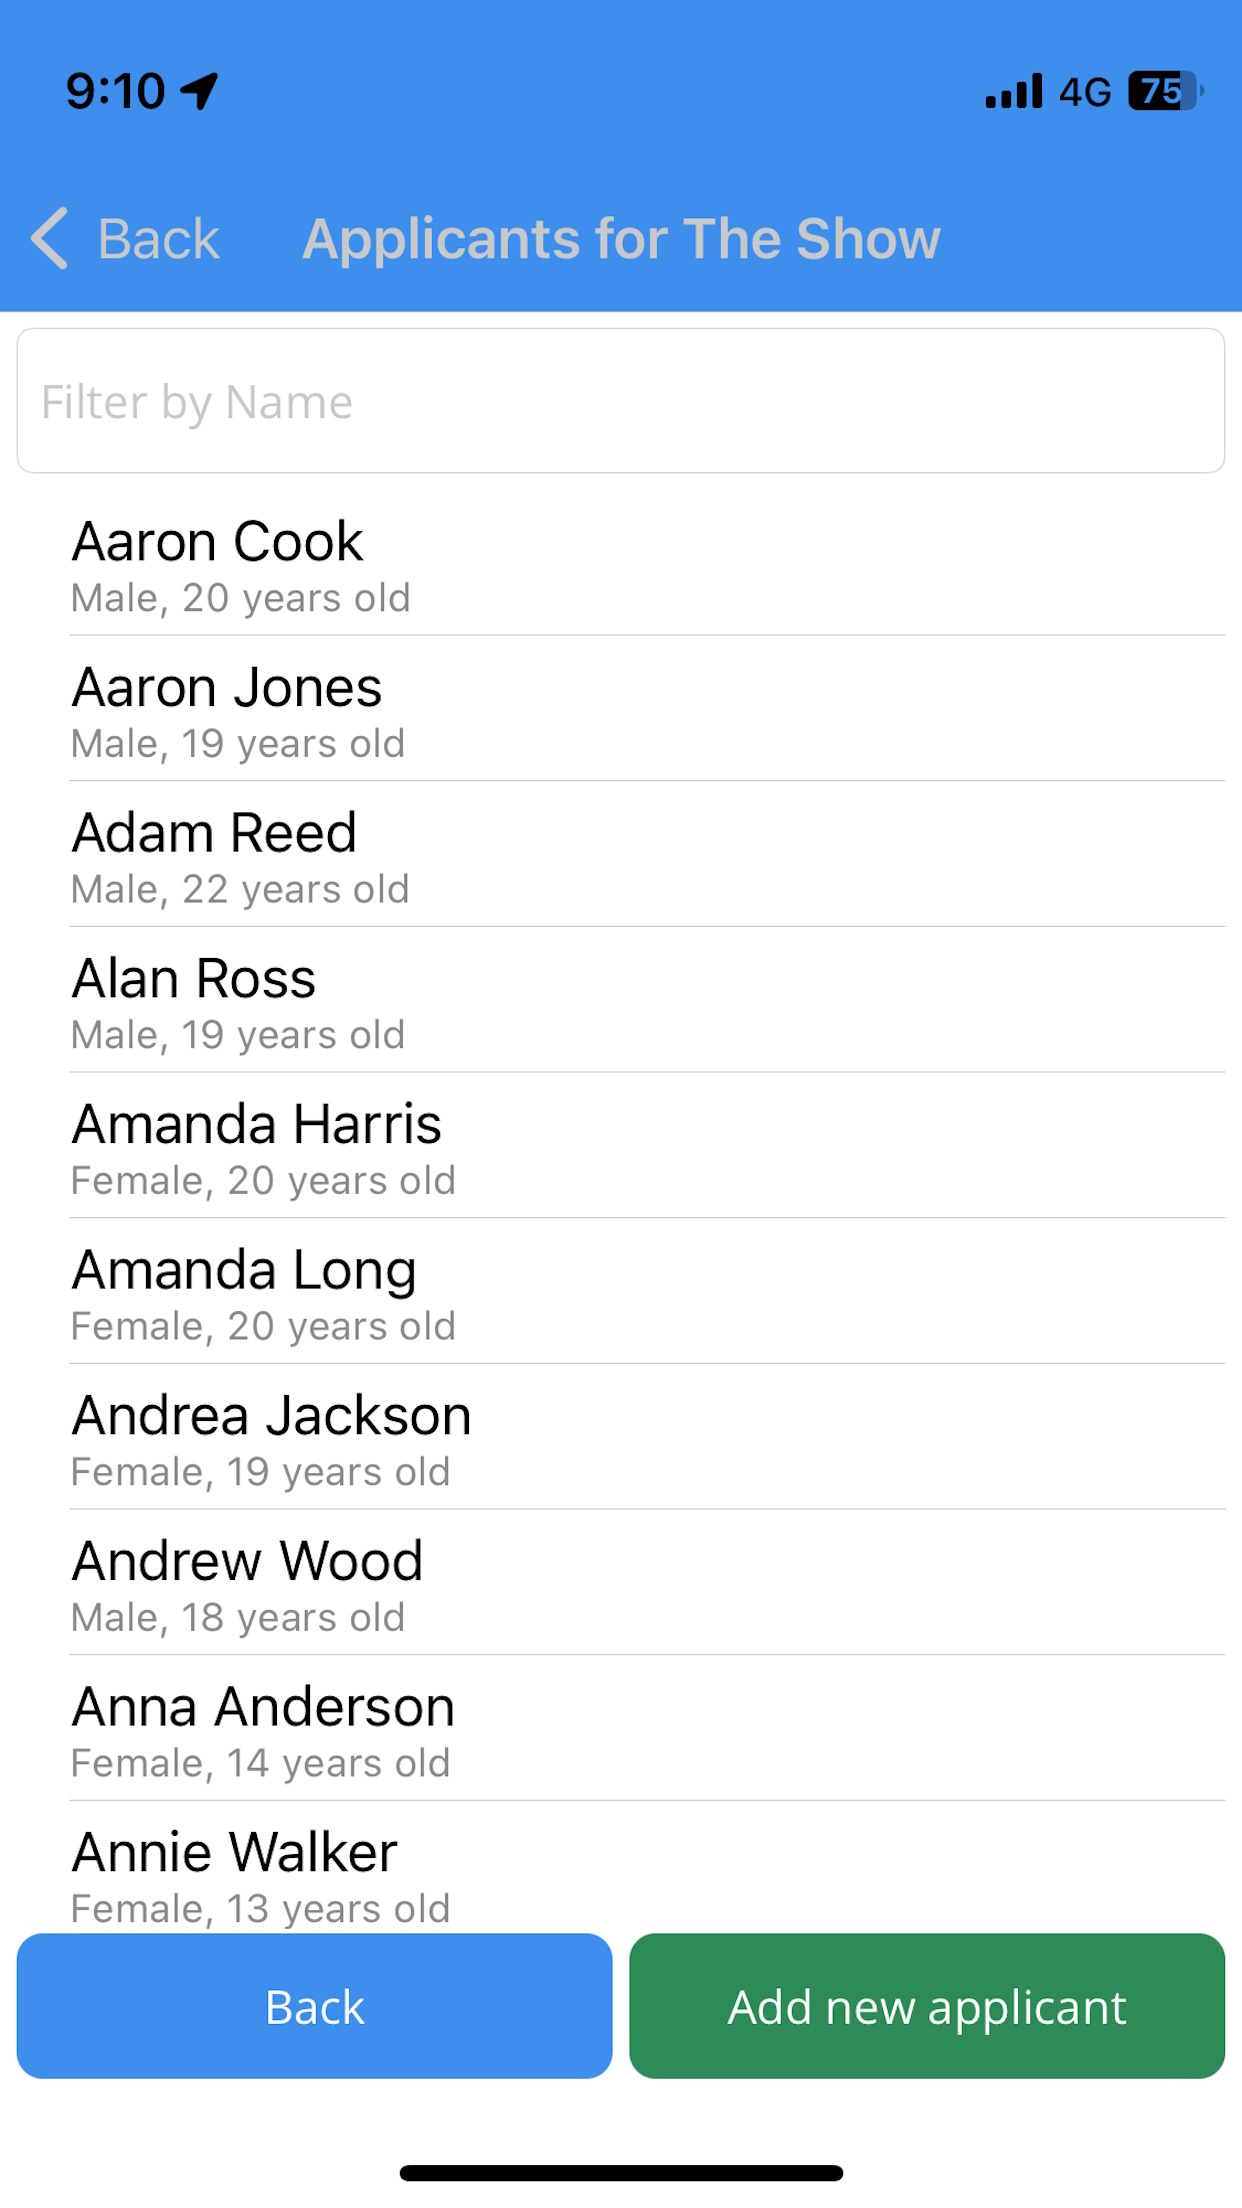 9:10
4G 75
Back Applicants for The Show
Filter by Name
Aaron Cook
Male, 20 years old
Aaron Jones
Male, 19 years old
Adam Reed
Male, 22 years old
Alan Ross
Male, 19 years old
Amanda Harris
Female, 20 years old
Amanda Long
Female, 20 years old
Andrea Jackson
Female, 19 years old
Andrew Wood
Male, 18 years old
Anna Anderson
Female, 14 years old
Annie Walker
Female, 13 years old
Back
Add new applicant